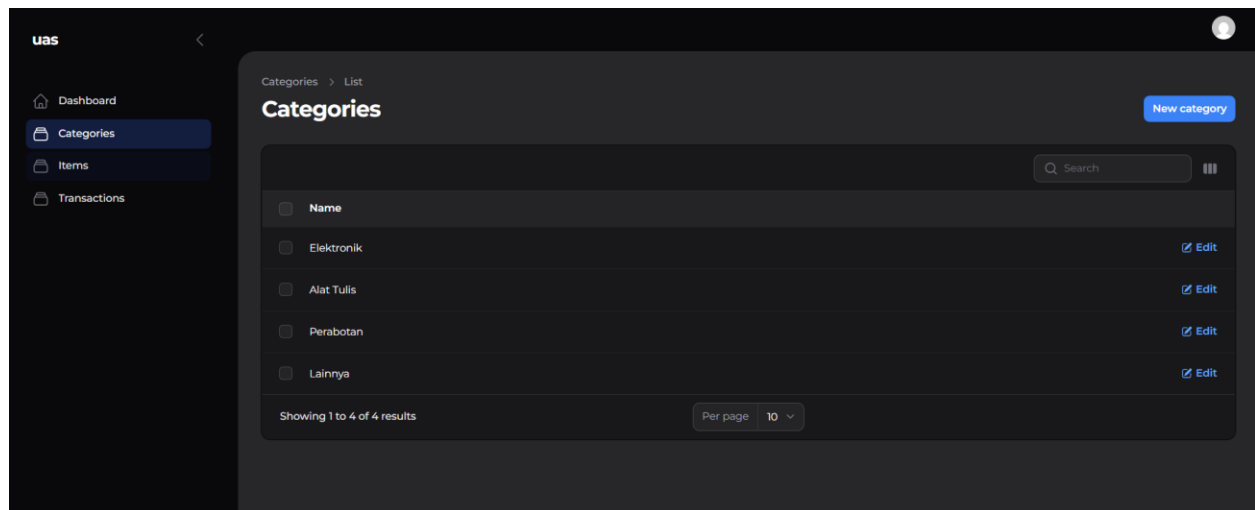 uas
Dashboard
Categories
Items
Transactions
Categories > List
Categories
New category
Search
Name
Elektronik Edit
Alat Tulis Edit
Perabotan Edit
Lainnya Edit
Showing 1 to 4 of 4 results
Per page 10